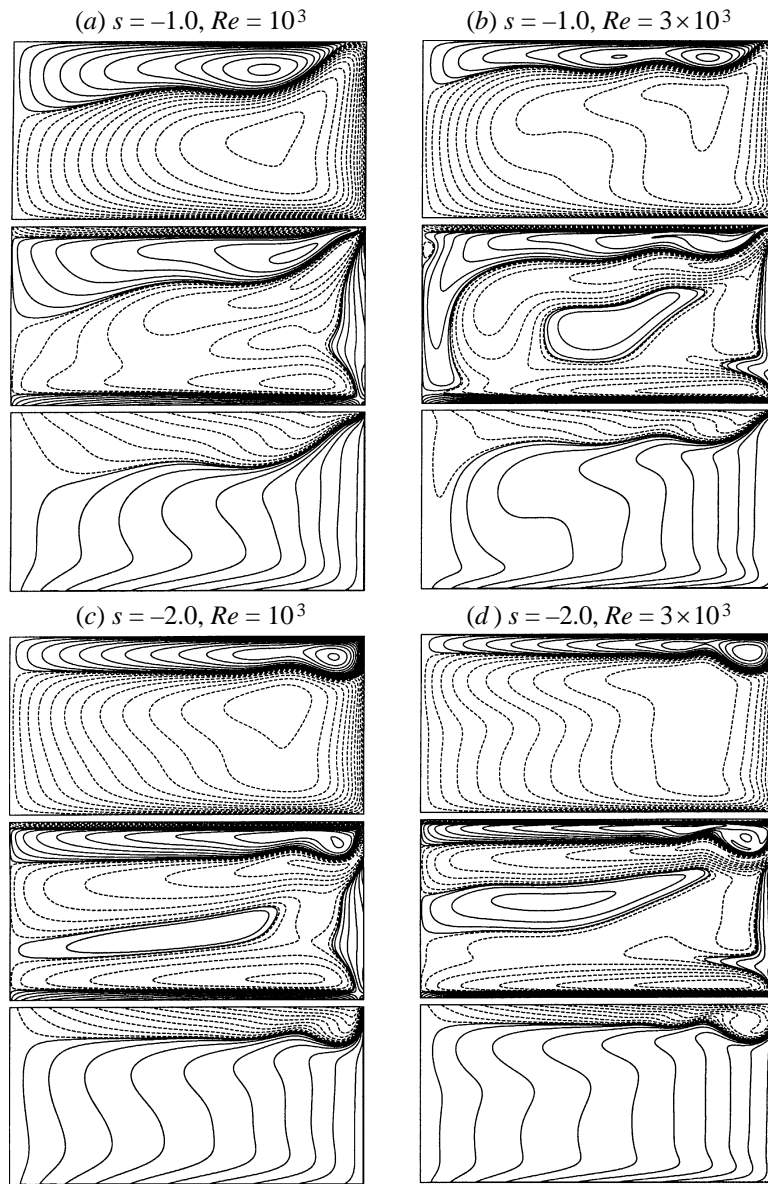 (a) s = –1.0, Re = 10³
(b) s = –1.0, Re = 3×10³
(c) s = –2.0, Re = 10³
(d) s = –2.0, Re = 3×10³